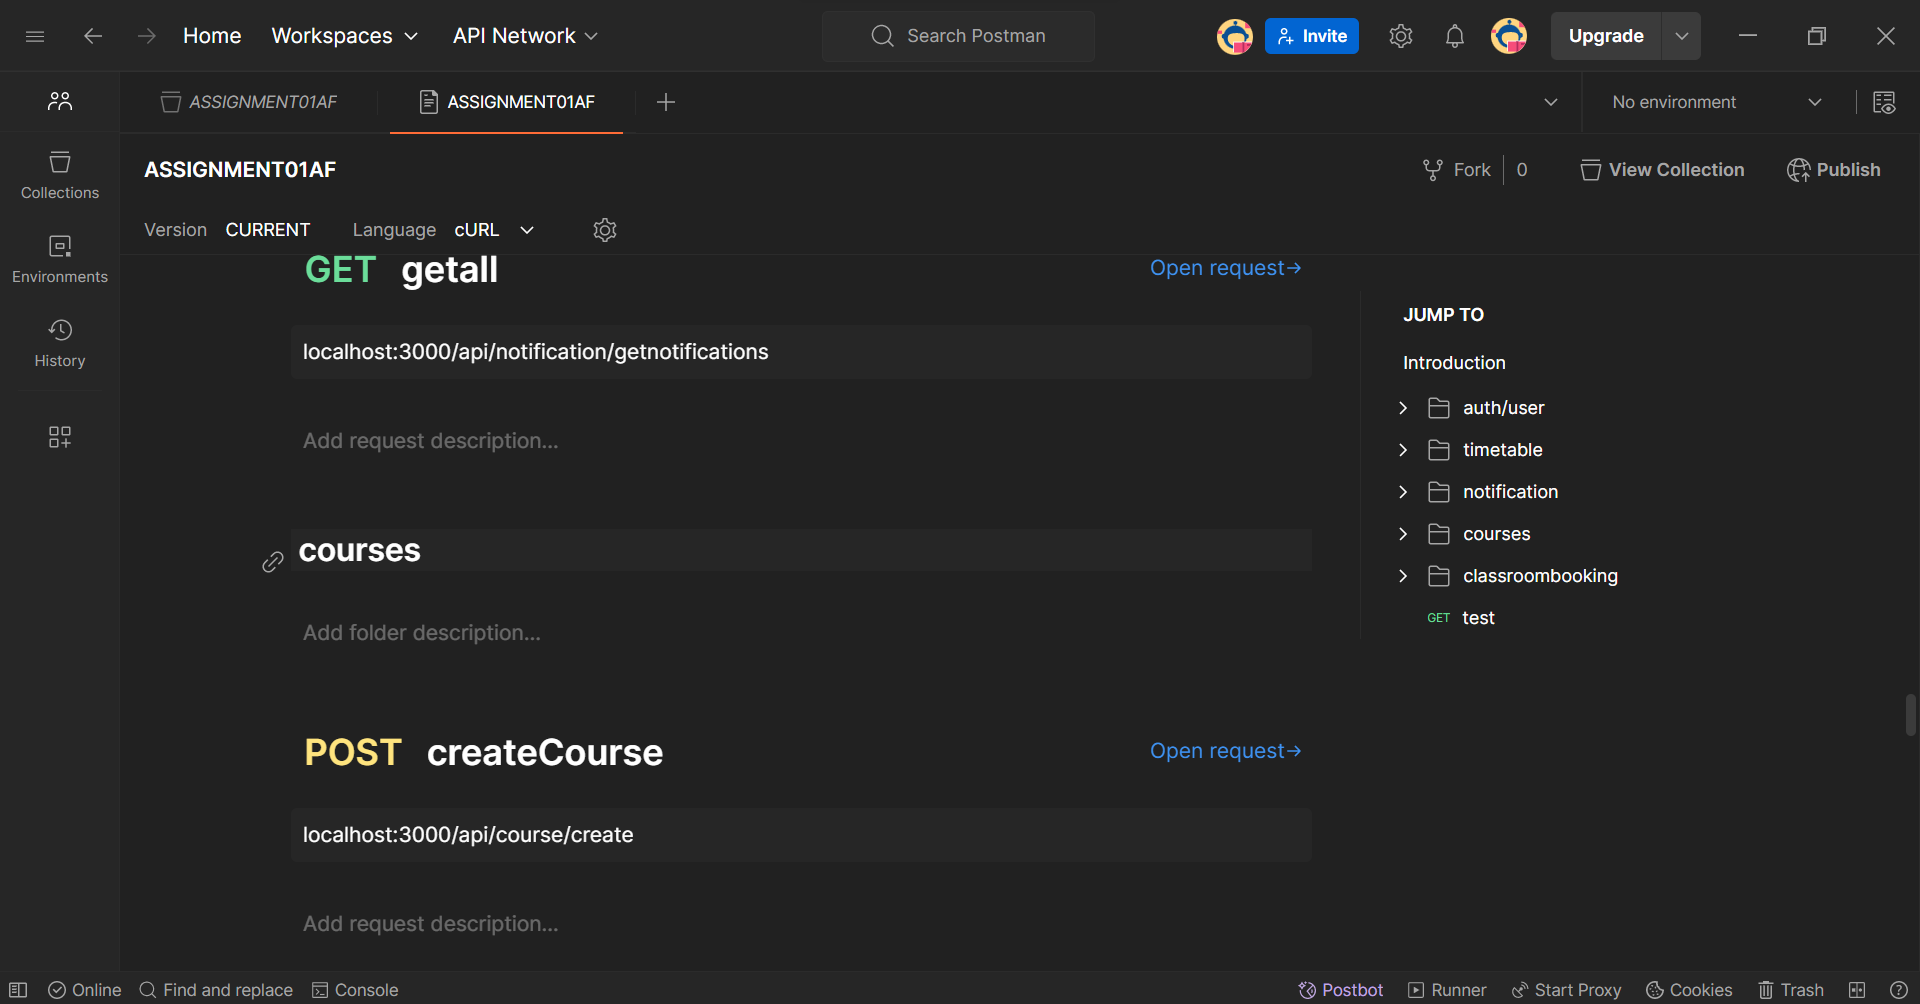 Home Workspaces API Network Search Postman Invite Upgrade
ASSIGNMENT01AF ASSIGNMENT01AF No environment
ASSIGNMENT01AF Fork 0 View Collection Publish
Collections
Version CURRENT Language cURL
GET getall Open request→
Environments
JUMP TO
localhost:3000/api/notification/getnotifications
History
Introduction
auth/user
Add request description...
timetable
notification
courses
courses
classroombooking
GET test
Add folder description...
POST createCourse Open request→
localhost:3000/api/course/create
Add request description...
Online Find and replace Console Postbot Runner Start Proxy Cookies Trash